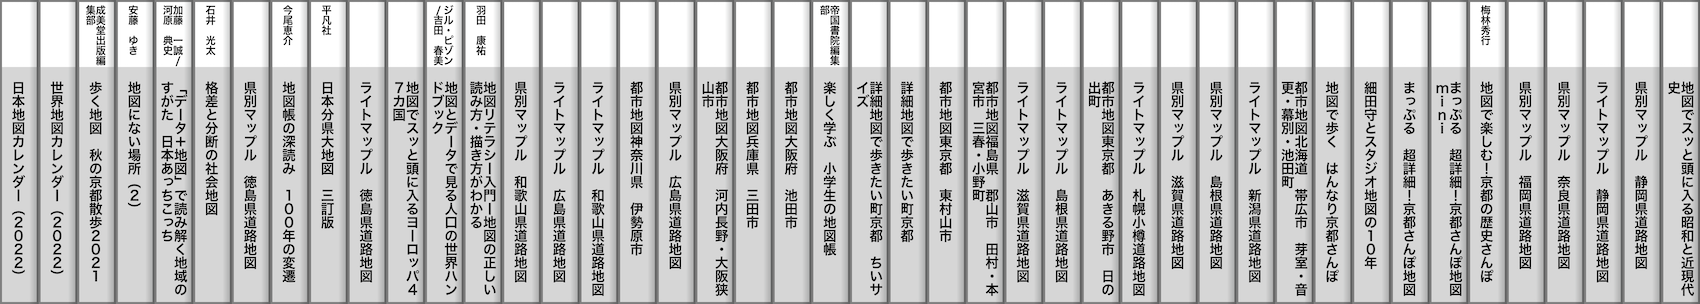 地図でスッと頭に入る昭和と近現代
史
県別マップル　静岡県道路地図
ライトマップル　静岡県道路地図
県別マップル　奈良県道路地図
県別マップル　福岡県道路地図
梅林秀行
地図で楽しむ！京都の歴史さんぽ
まっぷる　超詳細！京都さんぽ地図
ｍｉｎｉ
まっぷる　超詳細！京都さんぽ地図
細田守とスタジオ地図の１０年
地図で歩く　はんなり京都さんぽ
都市地図北海道　帯広市　芽室・音
更・幕別・池田町
ライトマップル　新潟県道路地図
県別マップル　島根県道路地図
県別マップル　滋賀県道路地図
ライトマップル　札幌小樽道路地図
都市地図東京都　あきる野市　日の
出町
ライトマップル　島根県道路地図
ライトマップル　滋賀県道路地図
都市地図福島県　郡山市　田村・本
宮市　三春・小野町
都市地図東京都　東村山市
詳細地図で歩きたい町京都
詳細地図で歩きたい町京都　ちいサ
イズ
帝国書院編集
部
楽しく学ぶ　小学生の地図帳
都市地図大阪府　池田市
都市地図兵庫県　三田市
都市地図大阪府　河内長野・大阪狭
山市
県別マップル　広島県道路地図
都市地図神奈川県　伊勢原市
ライトマップル　和歌山県道路地図
ライトマップル　広島県道路地図
県別マップル　和歌山県道路地図
羽田　康祐
地図リテラシー入門ー地図の正しい
読み方・描き方がわかる
ジル・ピゾン
/吉田　春美
地図とデータで見る人口の世界ハン
ドブック
地図でスッと頭に入るヨーロッパ４
７カ国
ライトマップル　徳島県道路地図
平凡社
日本分県大地図　三訂版
今尾恵介
地図帳の深読み　１００年の変遷
県別マップル　徳島県道路地図
石井　光太
格差と分断の社会地図
加藤　一誠/
河原　典史
「データ＋地図」で読み解く地域の
すがた　日本あっちこっち
安藤　ゆき
地図にない場所（２）
成美堂出版編
集部
歩く地図　秋の京都散歩２０２１
世界地図カレンダー（２０２２）
日本地図カレンダー（２０２２）